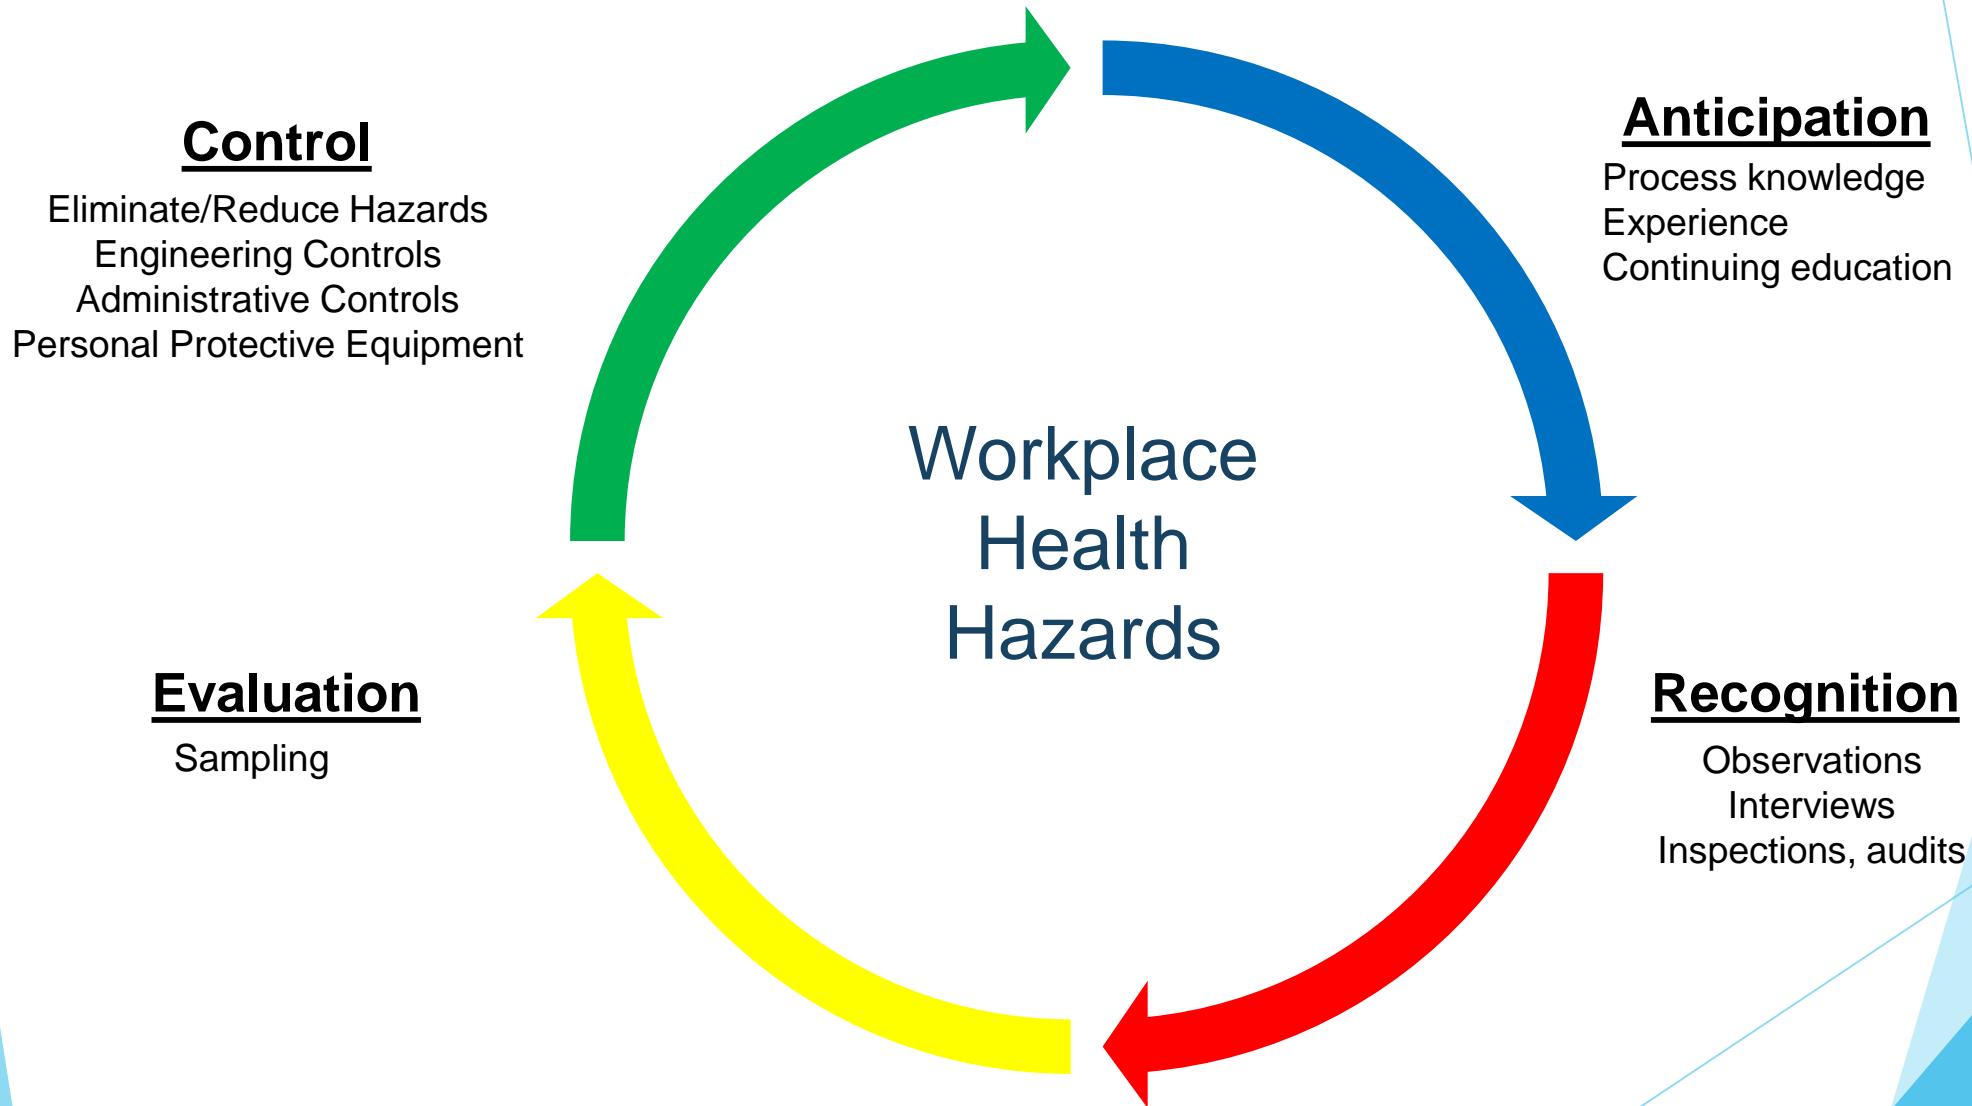 Control
Eliminate/Reduce Hazards
Engineering Controls
Administrative Controls
Personal Protective Equipment
Anticipation
Process knowledge
Experience
Continuing education
Workplace
Health
Hazards
Evaluation
Sampling
Recognition
Observations
Interviews
Inspections, audits